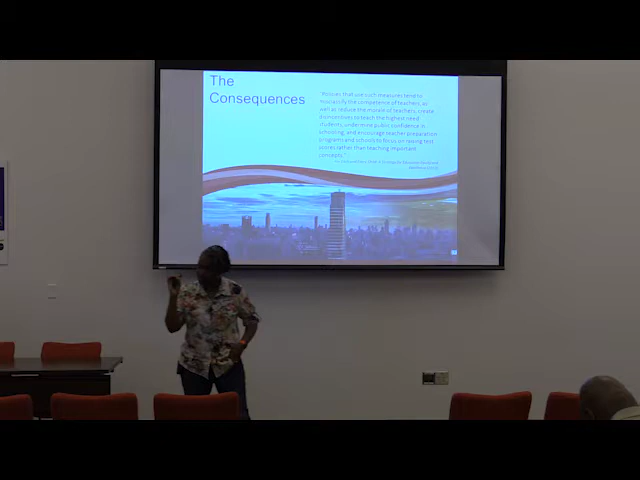 The
Consequences
"Policies that use such measures tend to
misclassify the competence of teachers, as
well as reduce the morale of teachers, create
disincentives to teach the highest need
students, undermine public confidence in
schooling, and encourage teacher preparation
programs and schools to focus on raising test
scores rather than teaching important
concepts."